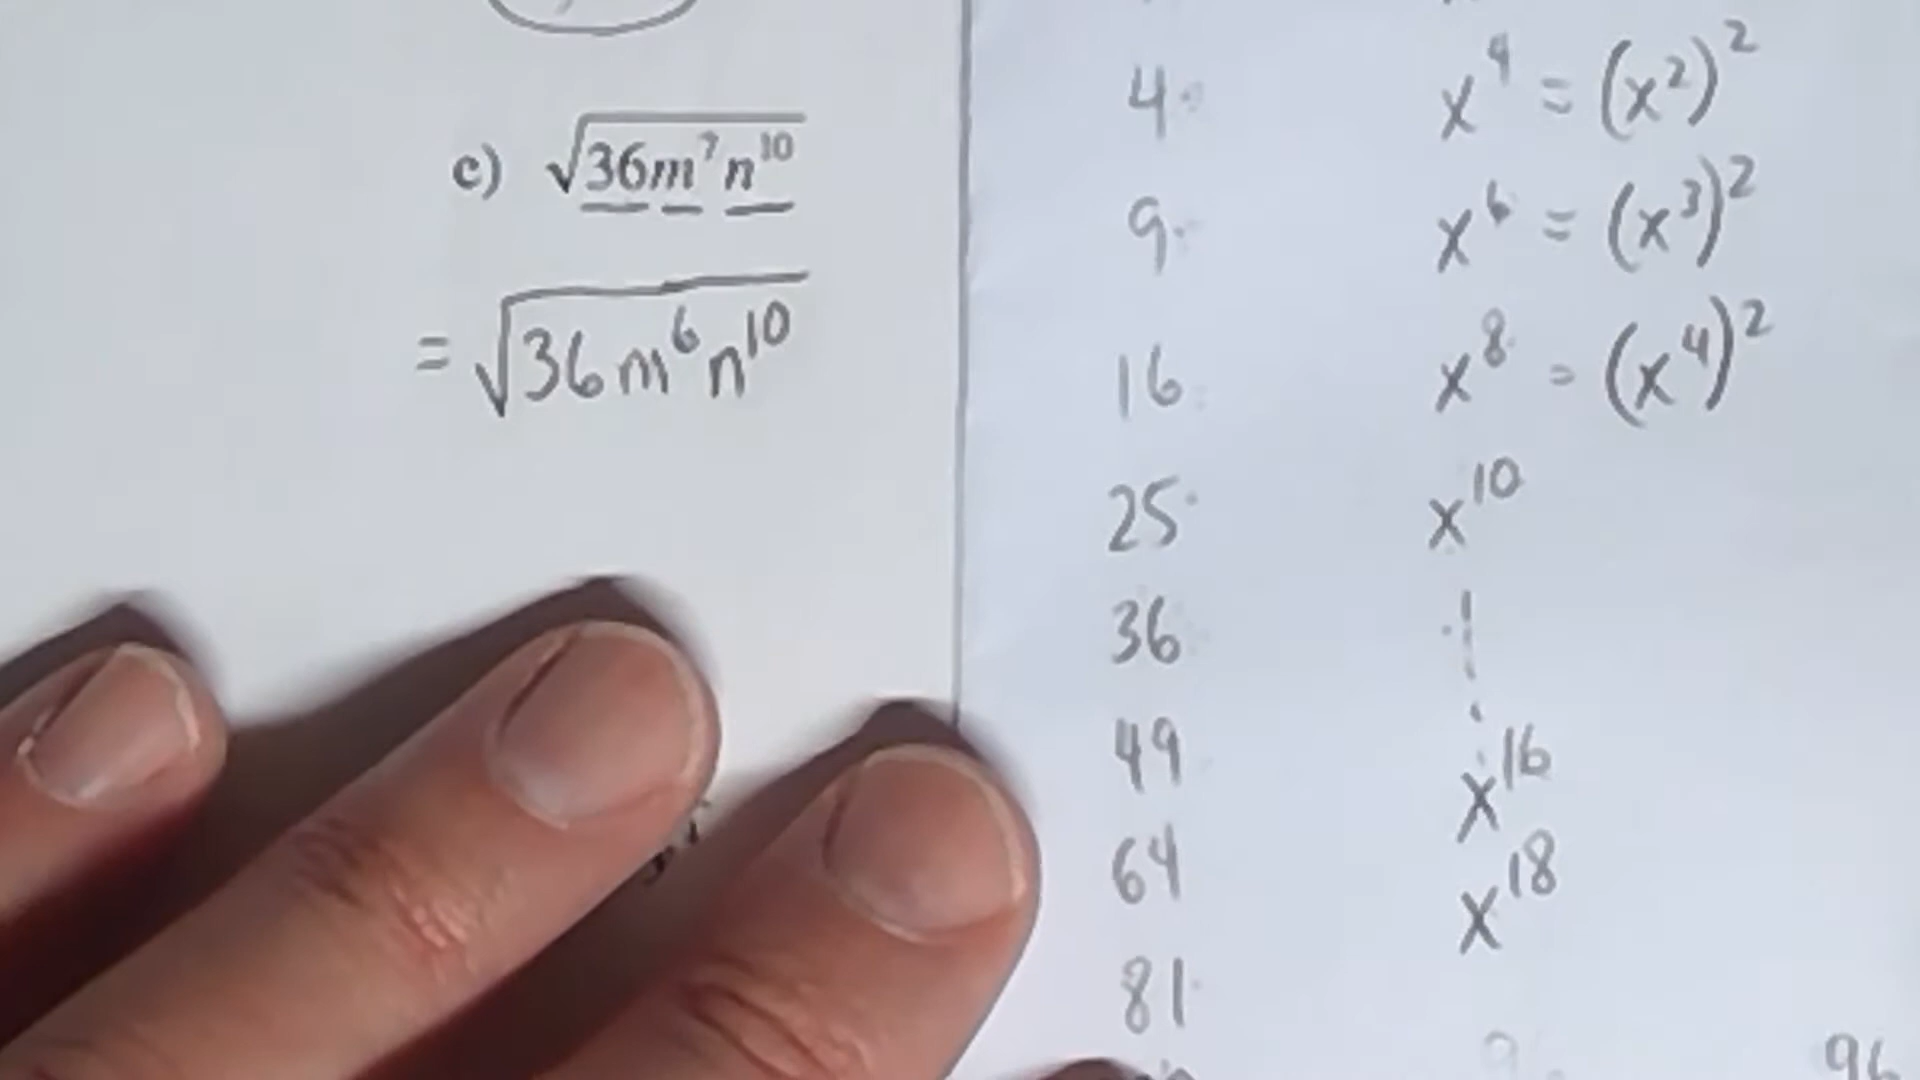 c) √36m⁷n¹⁰
= √36m⁶n¹⁰
4
9
16
25
36
49
64
81
x⁴ = (x²)²
x⁶ = (x³)²
x⁸ = (x⁴)²
x¹⁰
x¹⁶
x¹⁸
96